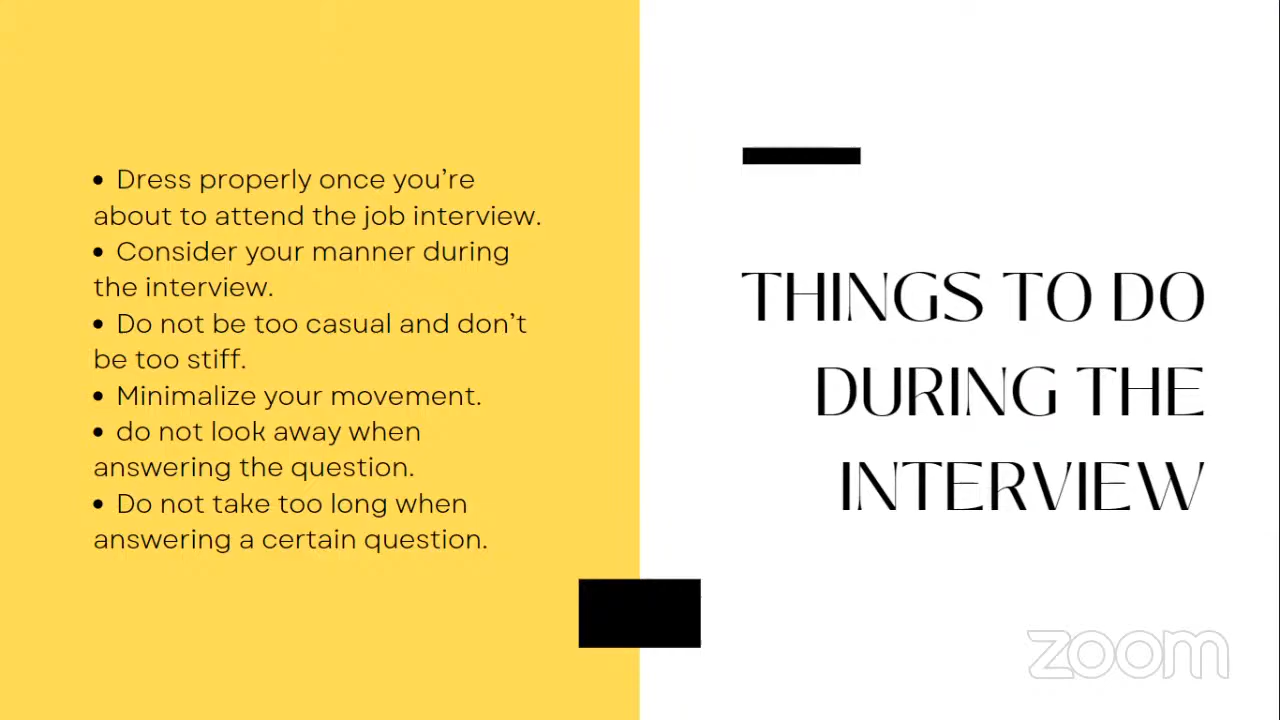 • Dress properly once you're
about to attend the job interview.
• Consider your manner during
the interview.
• Do not be too casual and don't
be too stiff.
• Minimalize your movement.
• do not look away when
answering the question.
• Do not take too long when
answering a certain question.
THINGS TO DO
DURING THE
INTERVIEW
zoom